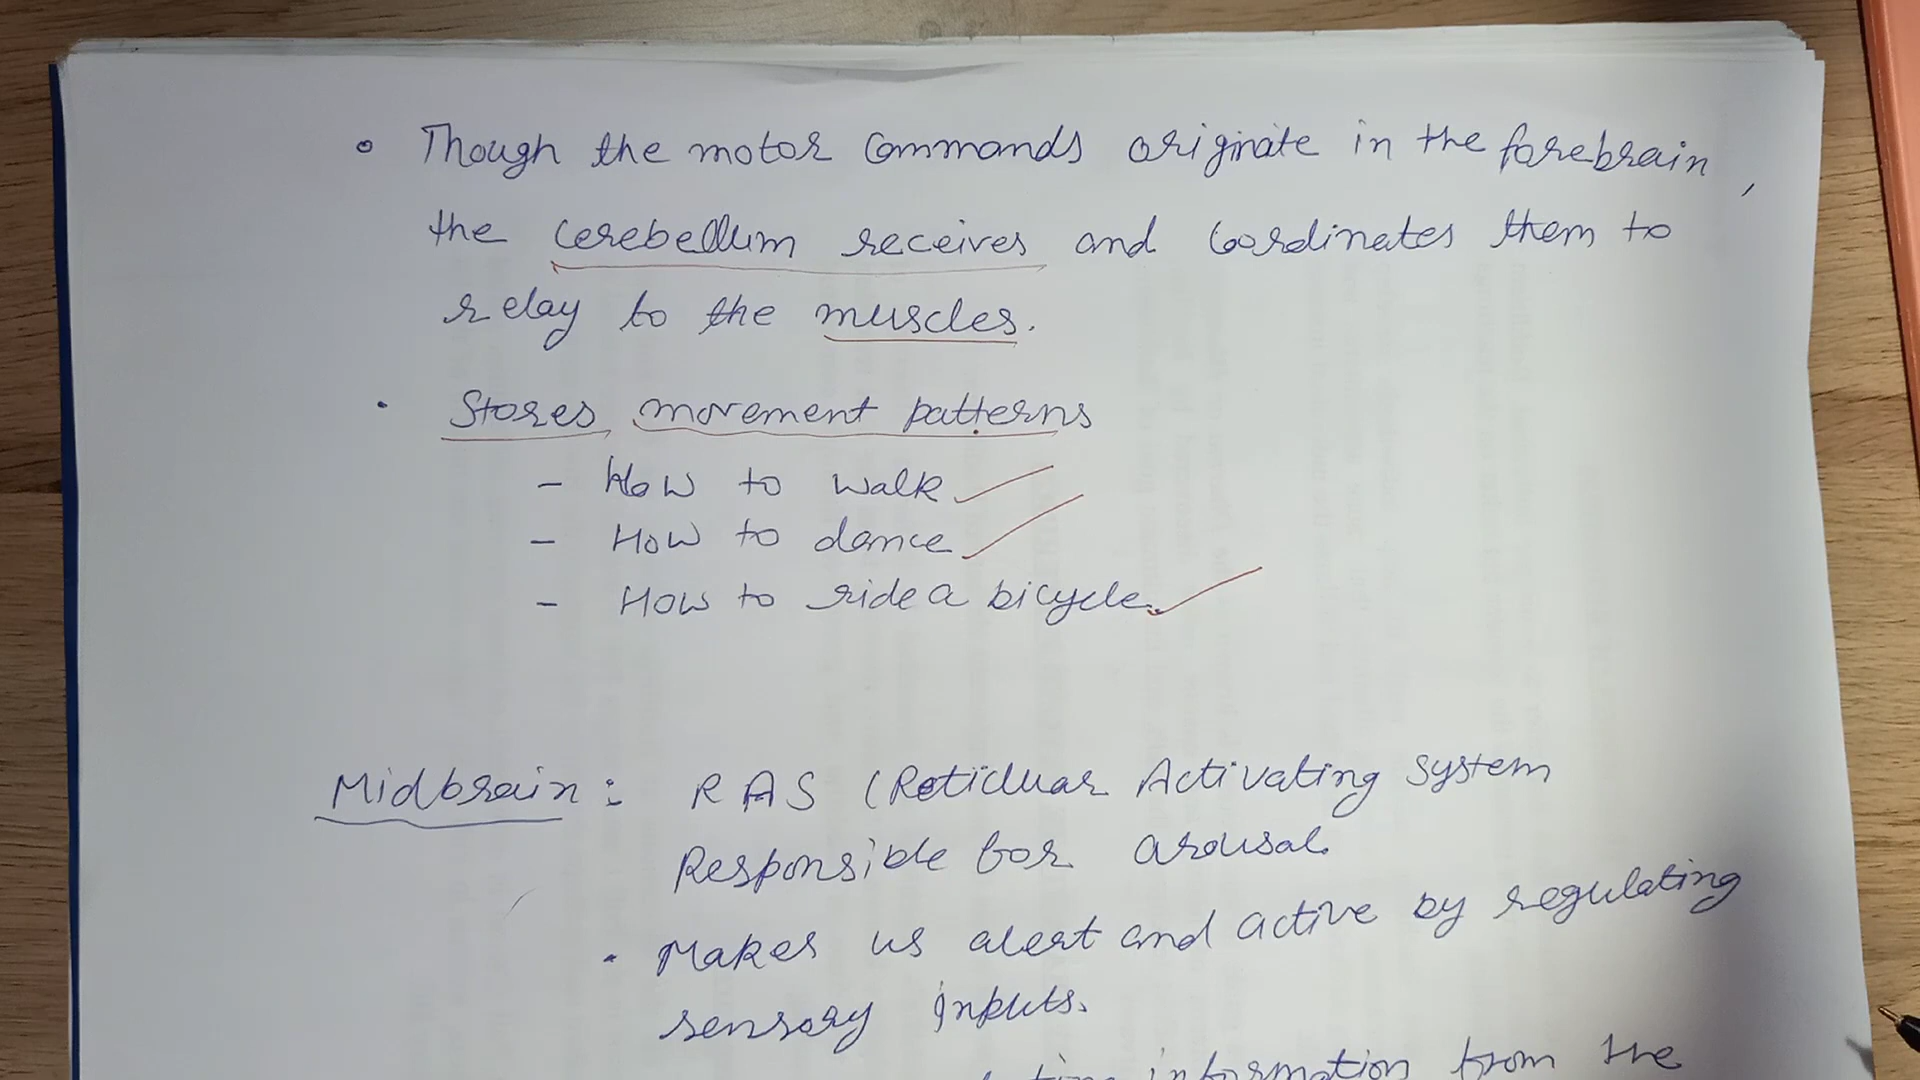 • Though the motor commands originate in the forebrain,
the cerebellum receives and coordinates them to
relay to the muscles.
• Stores movement patterns
- How to walk
- How to dance
- How to ride a bicycle.
Midbrain: RAS (Reticluar Activating System
Responsible for arousal.
• Makes us alert and active by regulating
sensory inputs.
information from the